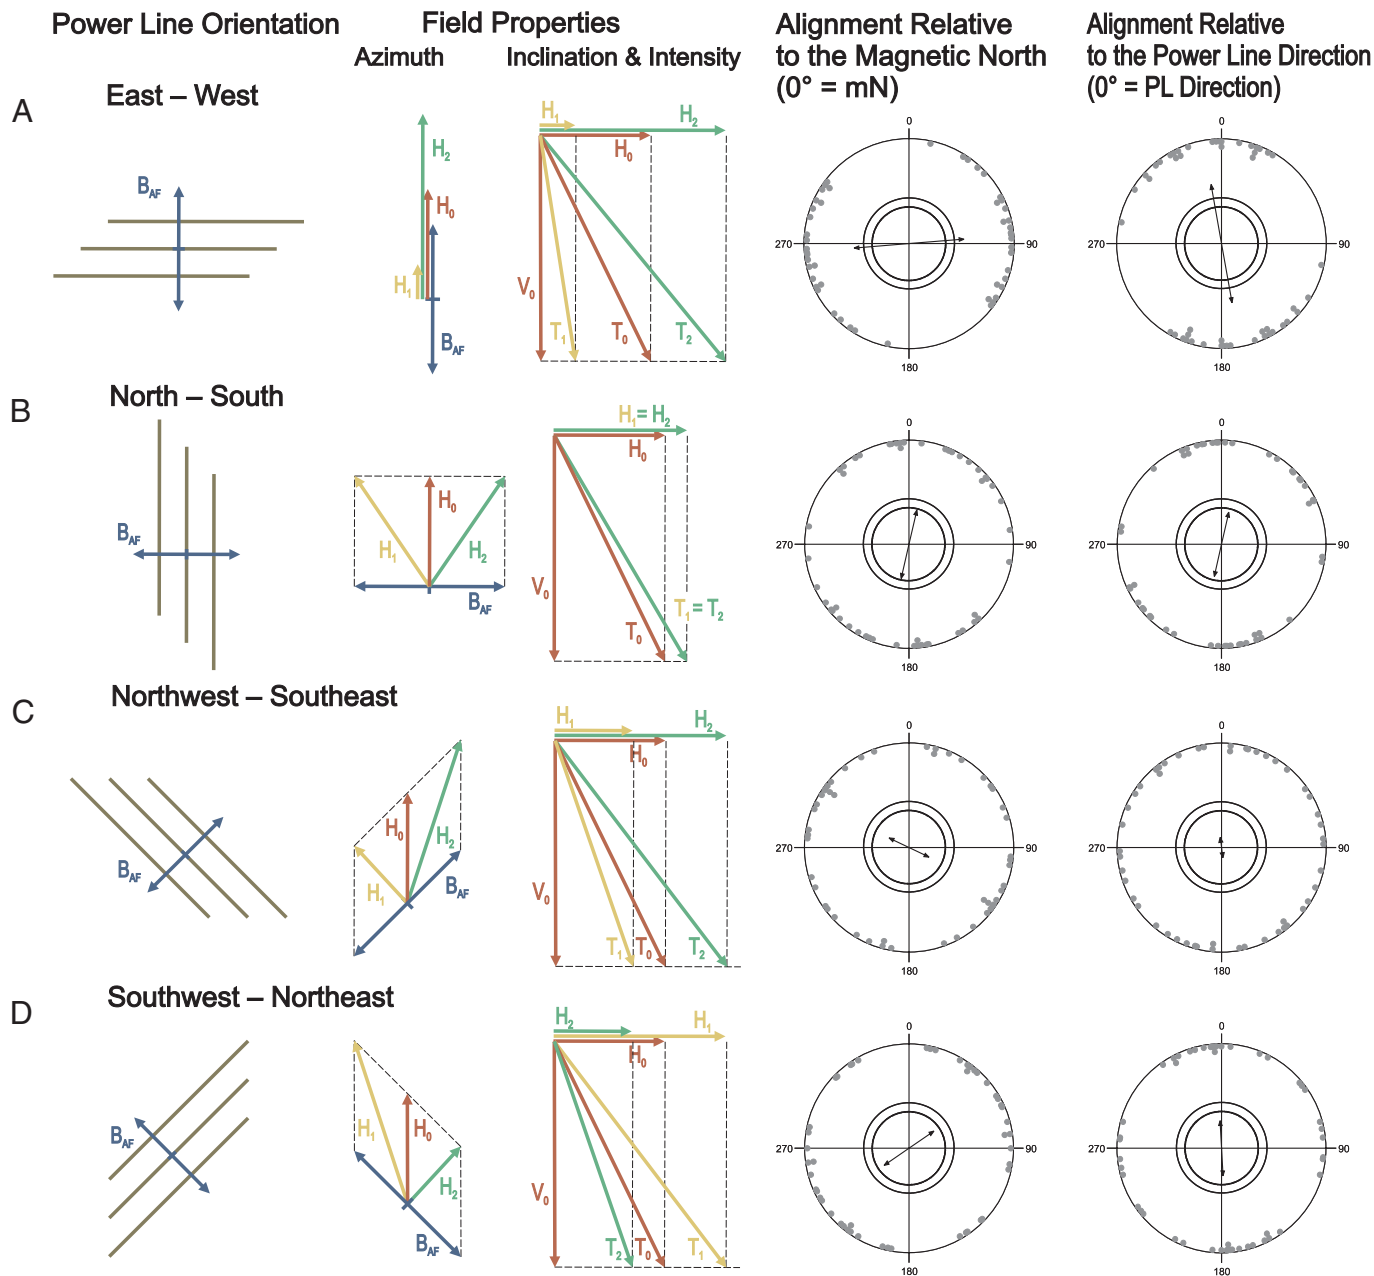 Power Line Orientation
Field Properties
Azimuth
Inclination & Intensity
Alignment Relative
to the Magnetic North
(0° = mN)
Alignment Relative
to the Power Line Direction
(0° = PL Direction)
A
East – West
BAF
H2
H0
H1
BAF
H1
H2
H0
V0
T1
T0
T2
0
270
90
180
0
270
90
180
B
North – South
BAF
H0
H1
H2
BAF
H1= H2
H0
V0
T1= T2
T0
0
270
90
180
0
270
90
180
C
Northwest – Southeast
BAF
H0
H2
H1
BAF
H1
H2
H0
V0
T1
T0
T2
0
270
90
180
0
270
90
180
D
Southwest – Northeast
BAF
H1
H0
H2
BAF
H2
H1
H0
V0
T2
T0
T1
0
270
90
180
0
270
90
180